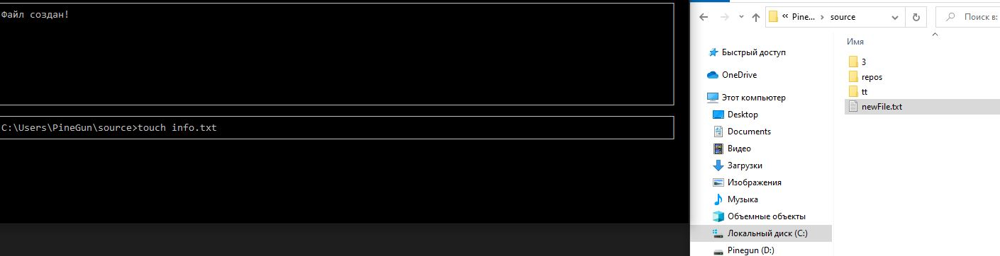 Файл создан!
C:\Users\PineGun\source>touch info.txt
« Pine... > source
Поиск в:
Быстрый доступ
OneDrive
Этот компьютер
Desktop
Documents
Видео
Загрузки
Изображения
Музыка
Объемные объекты
Локальный диск (C:)
Pinegun (D:)
Имя
3
repos
tt
newFile.txt